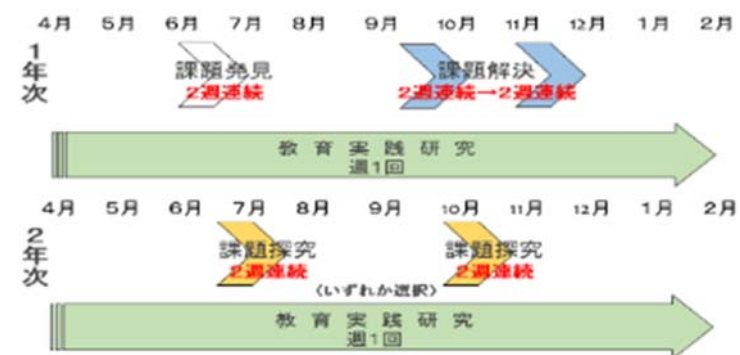 4月 5月 6月 7月 8月 9月 10月 11月 12月 1月 2月
1年次
課題発見 課題解決
2週連続 2週連続→2週連続
教育実践研究
週1回
4月 5月 6月 7月 8月 9月 10月 11月 12月 1月 2月
2年次
課題探究 課題探究
2週連続 2週連続
〈いずれか選択〉
教育実践研究
週1回